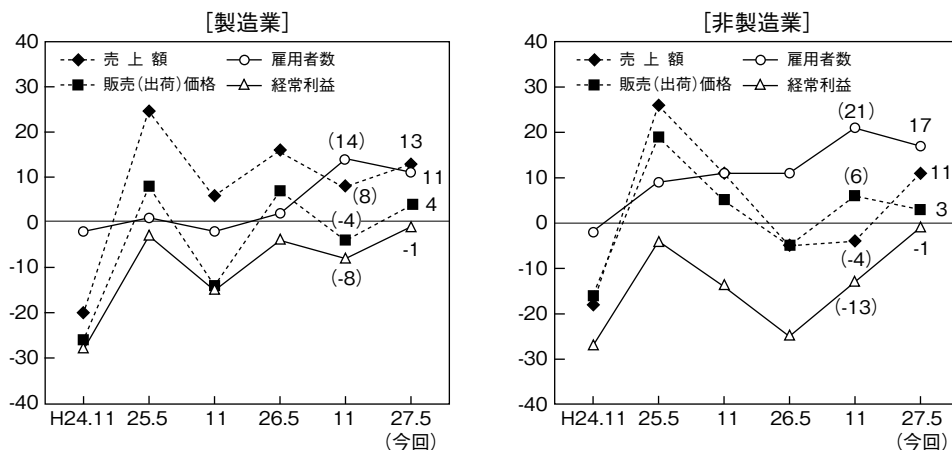 [製造業]
40
30
20
10
0
-10
-20
-30
-40
売 上 額
雇用者数
販売(出荷)価格
経常利益
(14)
13
11
(8)
(-4)
4
(-8)
-1
H24.11 25.5 11 26.5 11 27.5
(今回)
[非製造業]
40
30
20
10
0
-10
-20
-30
-40
売 上 額
雇用者数
販売(出荷)価格
経常利益
(21)
17
(6)
11
3
(-4)
-1
(-13)
H24.11 25.5 11 26.5 11 27.5
(今回)